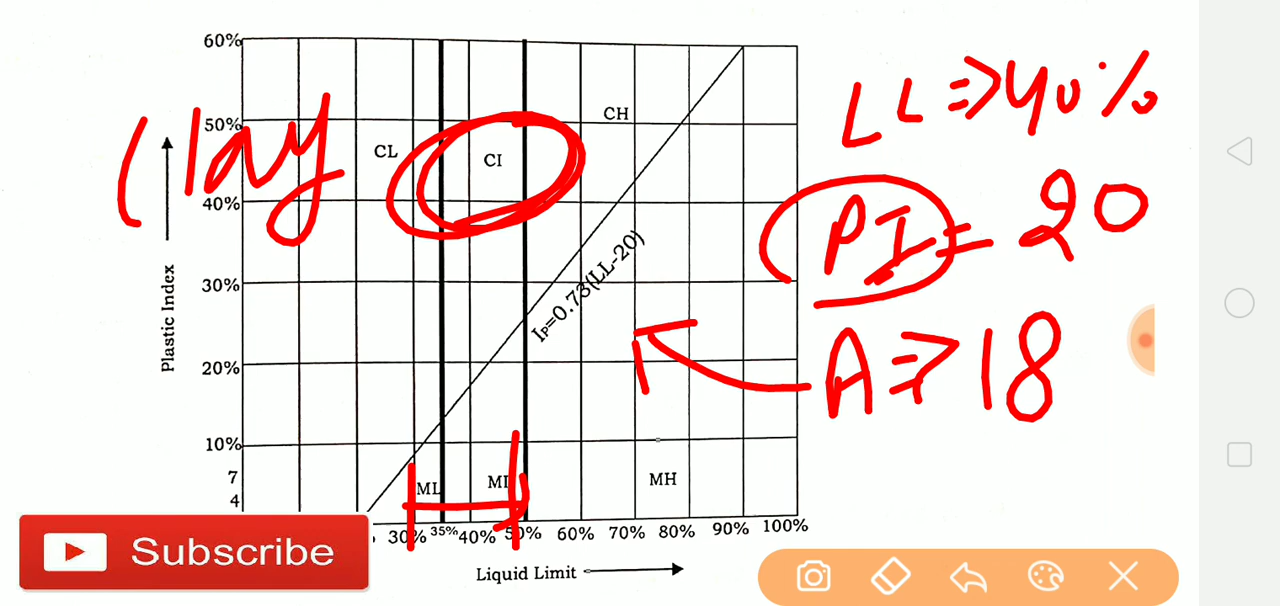 60%
50%
40%
30%
20%
10%
7
4
Plastic Index
CL
CI
CH
Clay
LL => 40%
PI = 20
A => 18
Iₚ=0.73(LL-20)
ML
MI
MH
30% 35% 40% 50% 60% 70% 80% 90% 100%
Liquid Limit
Subscribe